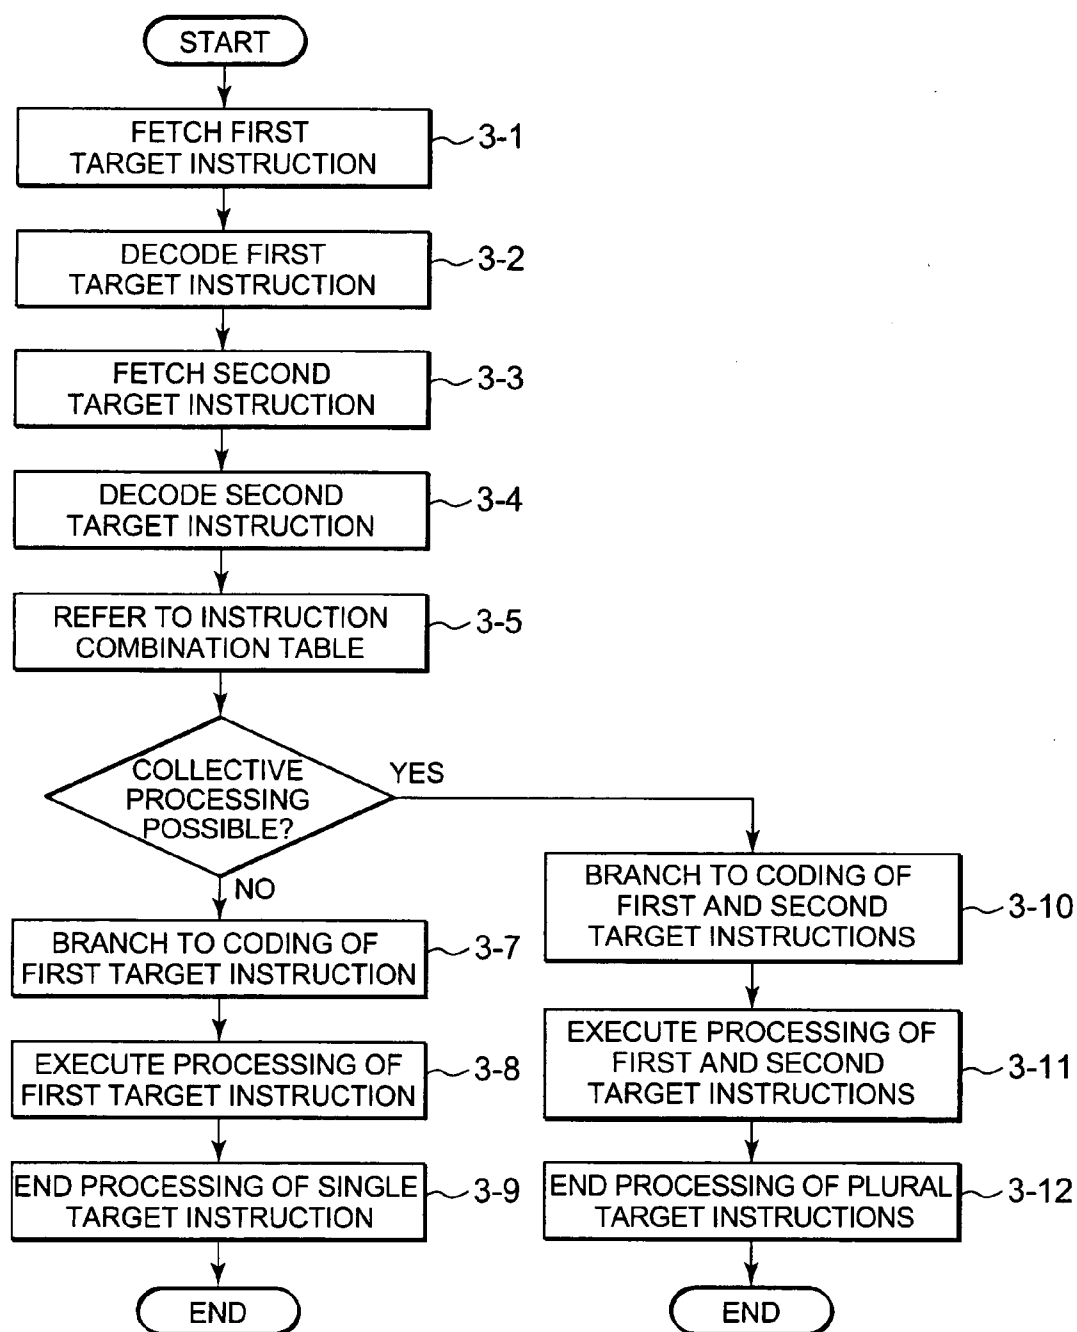 START
FETCH FIRST
TARGET INSTRUCTION
3-1
DECODE FIRST
TARGET INSTRUCTION
3-2
FETCH SECOND
TARGET INSTRUCTION
3-3
DECODE SECOND
TARGET INSTRUCTION
3-4
REFER TO INSTRUCTION
COMBINATION TABLE
3-5
COLLECTIVE
PROCESSING
POSSIBLE?
YES
NO
BRANCH TO CODING OF
FIRST TARGET INSTRUCTION
3-7
EXECUTE PROCESSING OF
FIRST TARGET INSTRUCTION
3-8
END PROCESSING OF SINGLE
TARGET INSTRUCTION
3-9
END
BRANCH TO CODING OF
FIRST AND SECOND
TARGET INSTRUCTIONS
3-10
EXECUTE PROCESSING OF
FIRST AND SECOND
TARGET INSTRUCTIONS
3-11
END PROCESSING OF PLURAL
TARGET INSTRUCTIONS
3-12
END